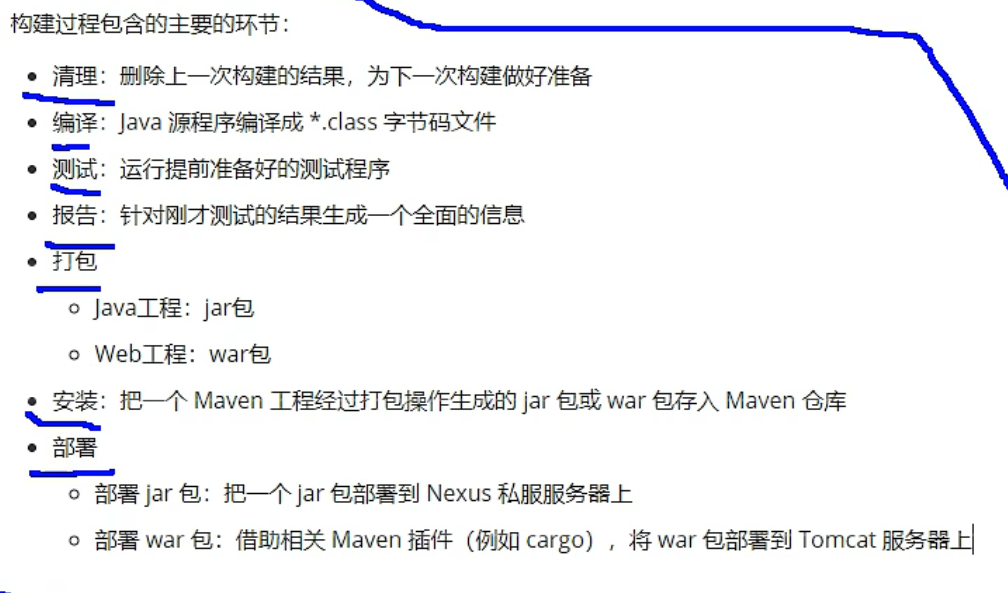 构建过程包含的主要的环节：
清理：删除上一次构建的结果，为下一次构建做好准备
编译：Java 源程序编译成 *.class 字节码文件
测试：运行提前准备好的测试程序
报告：针对刚才测试的结果生成一个全面的信息
打包
Java工程：jar包
Web工程：war包
安装：把一个 Maven 工程经过打包操作生成的 jar 包或 war 包存入 Maven 仓库
部署
部署 jar 包：把一个 jar 包部署到 Nexus 私服服务器上
部署 war 包：借助相关 Maven 插件（例如 cargo），将 war 包部署到 Tomcat 服务器上